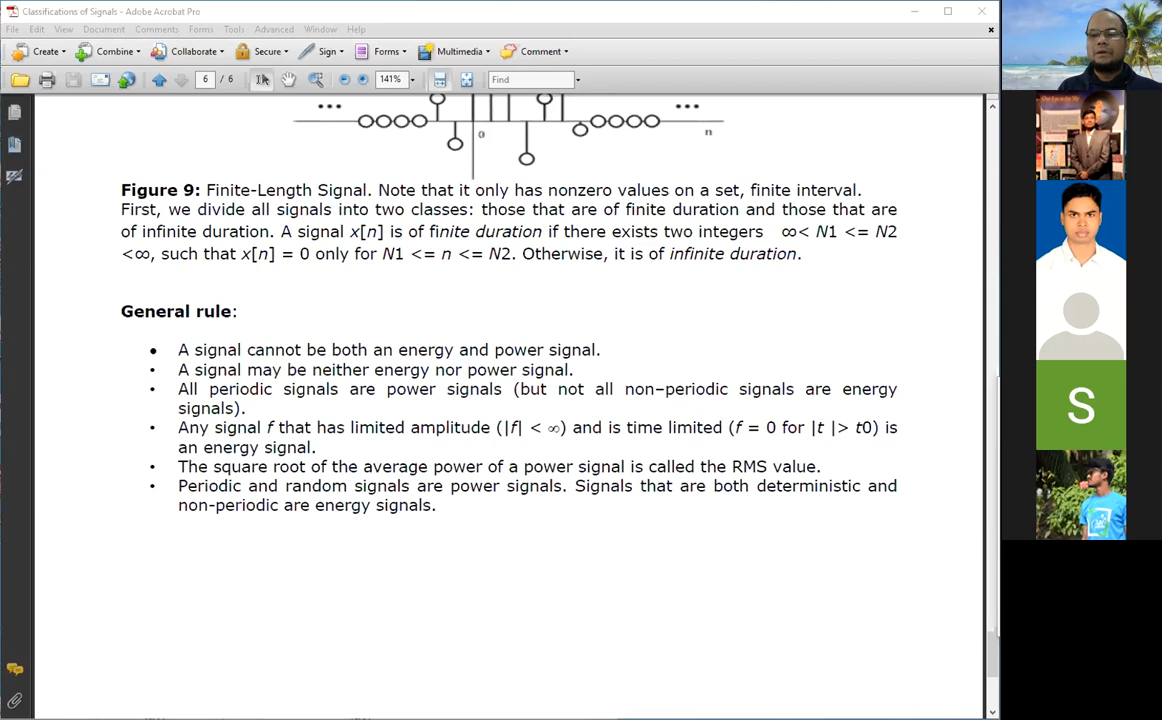 Classifications of Signals - Adobe Acrobat Pro
File Edit View Document Comments Forms Tools Advanced Window Help
Create Combine Collaborate Secure Sign Forms Multimedia Comment
6 / 6 141% Find
0
n
Figure 9: Finite-Length Signal. Note that it only has nonzero values on a set, finite interval.
First, we divide all signals into two classes: those that are of finite duration and those that are
of infinite duration. A signal x[n] is of finite duration if there exists two integers ∞< N1 <= N2
<∞, such that x[n] = 0 only for N1 <= n <= N2. Otherwise, it is of infinite duration.
General rule:
• A signal cannot be both an energy and power signal.
• A signal may be neither energy nor power signal.
• All periodic signals are power signals (but not all non–periodic signals are energy
signals).
• Any signal f that has limited amplitude (|f| < ∞) and is time limited (f = 0 for |t |> t0) is
an energy signal.
• The square root of the average power of a power signal is called the RMS value.
• Periodic and random signals are power signals. Signals that are both deterministic and
non-periodic are energy signals.
S